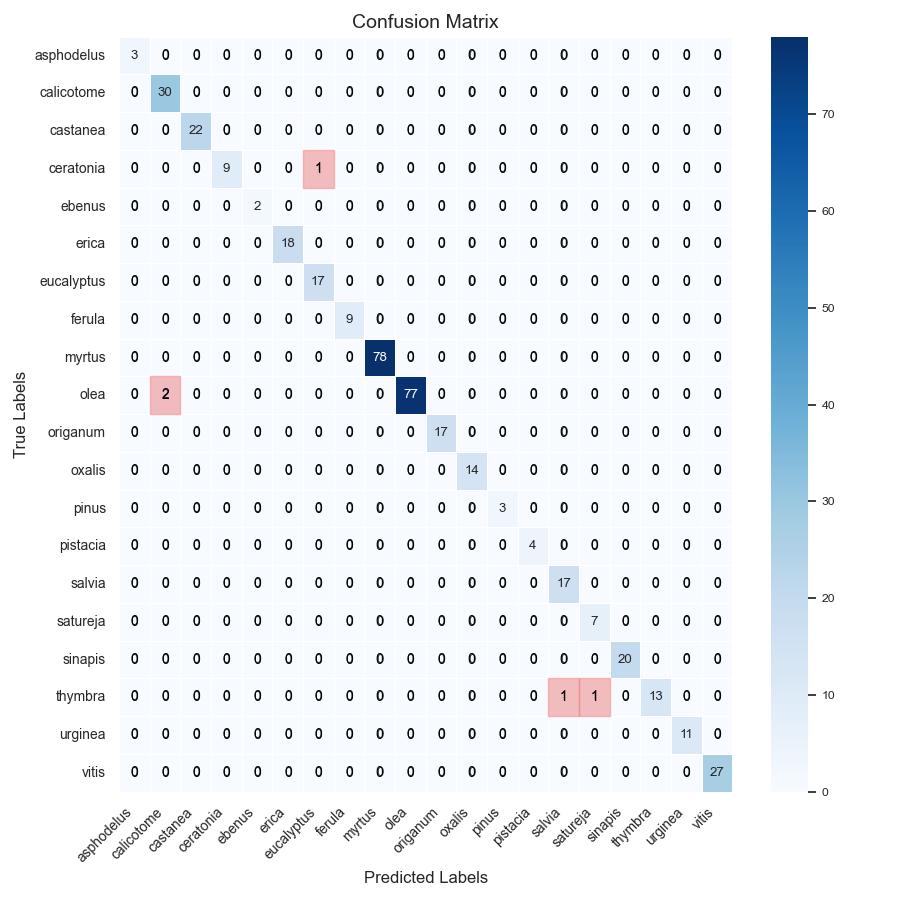 Confusion Matrix
asphodelus 3 0 0 0 0 0 0 0 0 0 0 0 0 0 0 0 0 0 0 0
calicotome 0 30 0 0 0 0 0 0 0 0 0 0 0 0 0 0 0 0 0 0
castanea 0 0 22 0 0 0 0 0 0 0 0 0 0 0 0 0 0 0 0 0
ceratonia 0 0 0 9 0 0 1 0 0 0 0 0 0 0 0 0 0 0 0 0
ebenus 0 0 0 0 2 0 0 0 0 0 0 0 0 0 0 0 0 0 0 0
erica 0 0 0 0 0 18 0 0 0 0 0 0 0 0 0 0 0 0 0 0
eucalyptus 0 0 0 0 0 0 17 0 0 0 0 0 0 0 0 0 0 0 0 0
ferula 0 0 0 0 0 0 0 9 0 0 0 0 0 0 0 0 0 0 0 0
myrtus 0 0 0 0 0 0 0 0 78 0 0 0 0 0 0 0 0 0 0 0
olea 0 2 0 0 0 0 0 0 0 77 0 0 0 0 0 0 0 0 0 0
origanum 0 0 0 0 0 0 0 0 0 0 17 0 0 0 0 0 0 0 0 0
oxalis 0 0 0 0 0 0 0 0 0 0 0 14 0 0 0 0 0 0 0 0
pinus 0 0 0 0 0 0 0 0 0 0 0 0 3 0 0 0 0 0 0 0
pistacia 0 0 0 0 0 0 0 0 0 0 0 0 0 4 0 0 0 0 0 0
salvia 0 0 0 0 0 0 0 0 0 0 0 0 0 0 17 0 0 0 0 0
satureja 0 0 0 0 0 0 0 0 0 0 0 0 0 0 0 7 0 0 0 0
sinapis 0 0 0 0 0 0 0 0 0 0 0 0 0 0 0 0 20 0 0 0
thymbra 0 0 0 0 0 0 0 0 0 0 0 0 0 0 1 1 0 13 0 0
urginea 0 0 0 0 0 0 0 0 0 0 0 0 0 0 0 0 0 0 11 0
vitis 0 0 0 0 0 0 0 0 0 0 0 0 0 0 0 0 0 0 0 27
asphodelus calicotome castanea ceratonia ebenus erica eucalyptus ferula myrtus olea origanum oxalis pinus pistacia salvia satureja sinapis thymbra urginea vitis
Predicted Labels
True Labels
70
60
50
40
30
20
10
0